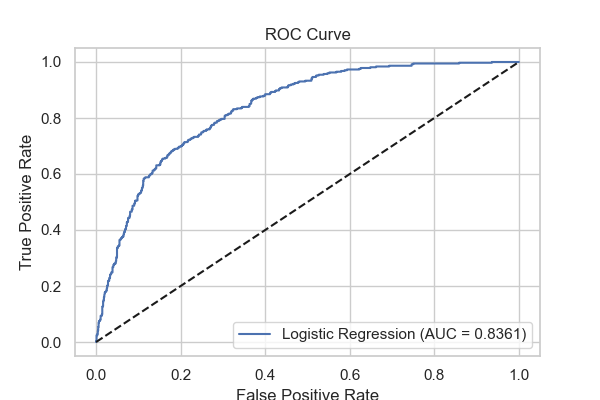 ROC Curve
1.0
0.8
0.6
0.4
0.2
0.0
True Positive Rate
Logistic Regression (AUC = 0.8361)
0.0 0.2 0.4 0.6 0.8 1.0
False Positive Rate